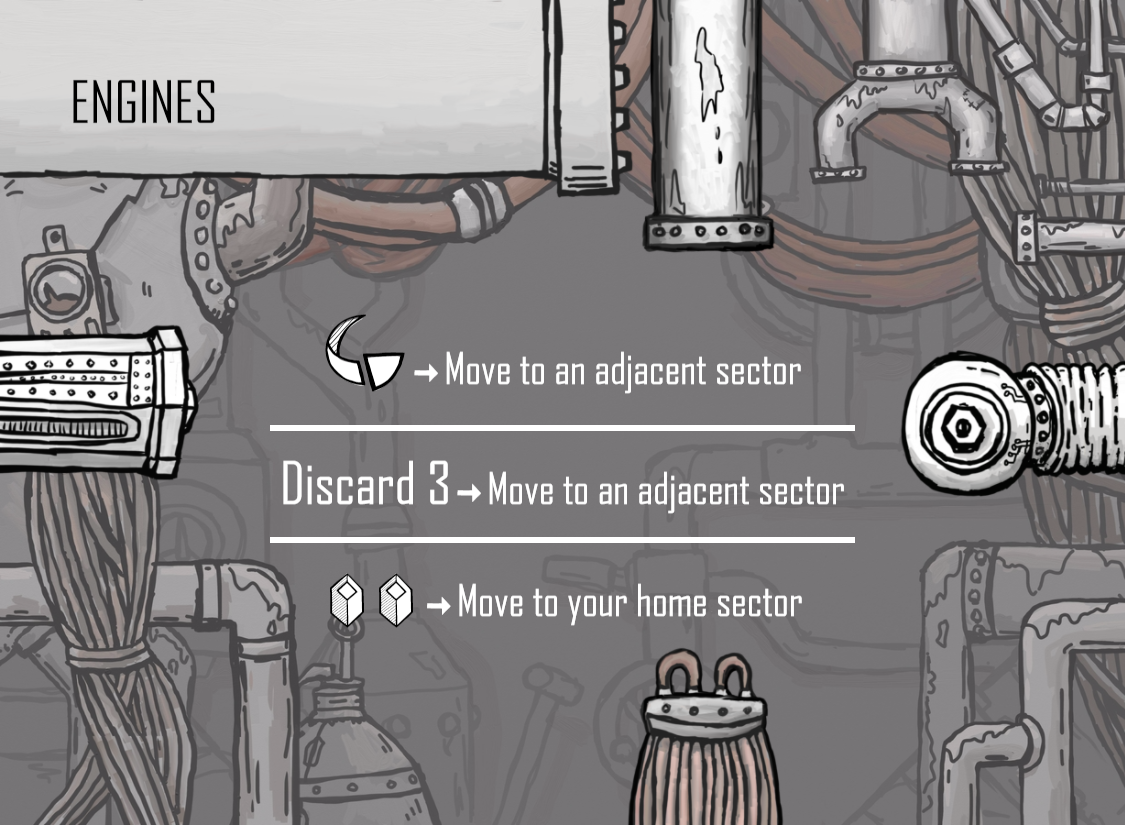 ENGINES
→ Move to an adjacent sector
Discard 3 → Move to an adjacent sector
→ Move to your home sector